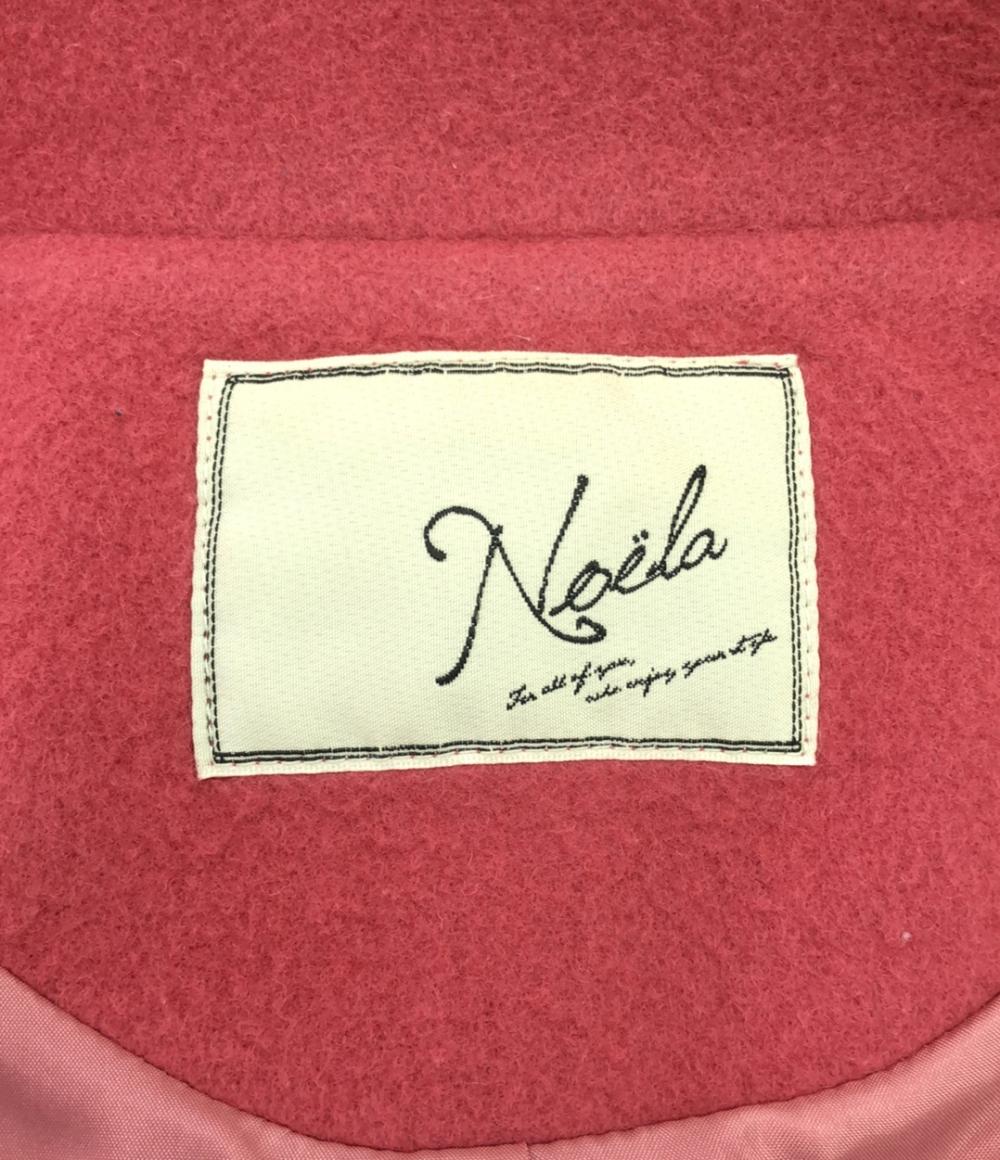 Noëla
For all of you,
who enjoy your style